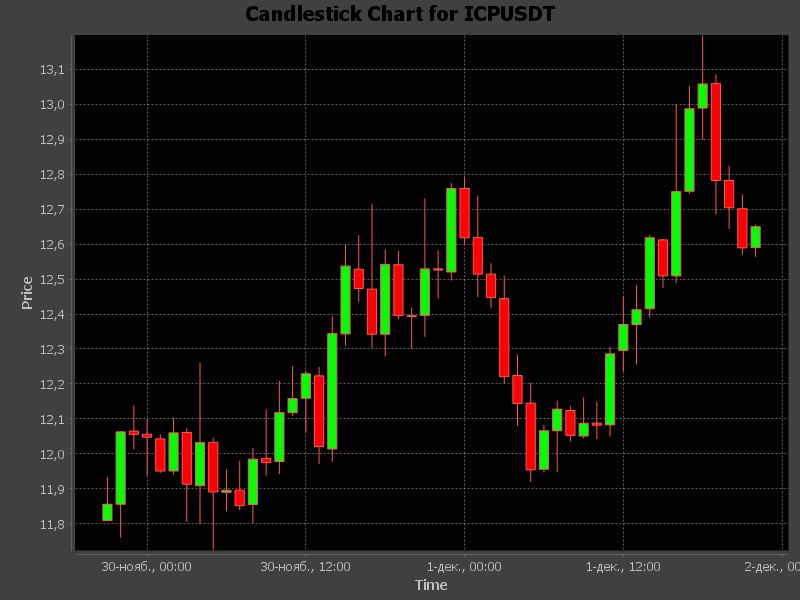 Candlestick Chart for ICPUSDT
13,1
13,0
12,9
12,8
12,7
12,6
12,5
12,4
12,3
12,2
12,1
12,0
11,9
11,8
Price
30-нояб., 00:00
30-нояб., 12:00
1-дек., 00:00
1-дек., 12:00
2-дек., 00
Time